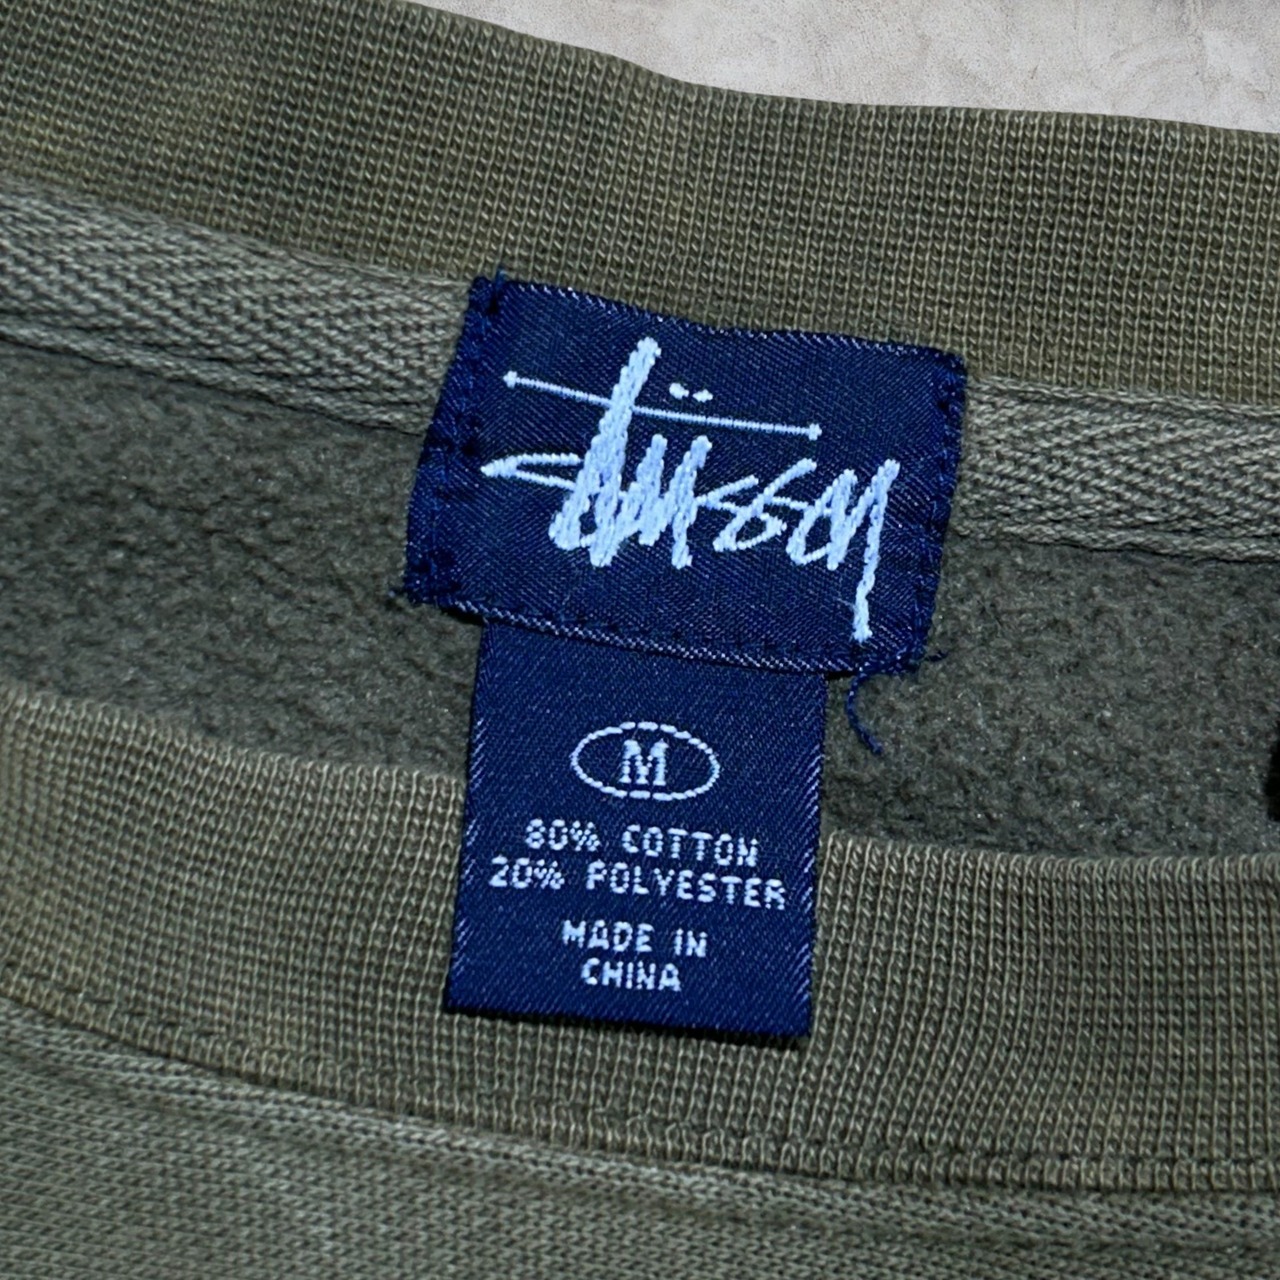 Stüssy
M
80% COTTON
20% POLYESTER
MADE IN
CHINA